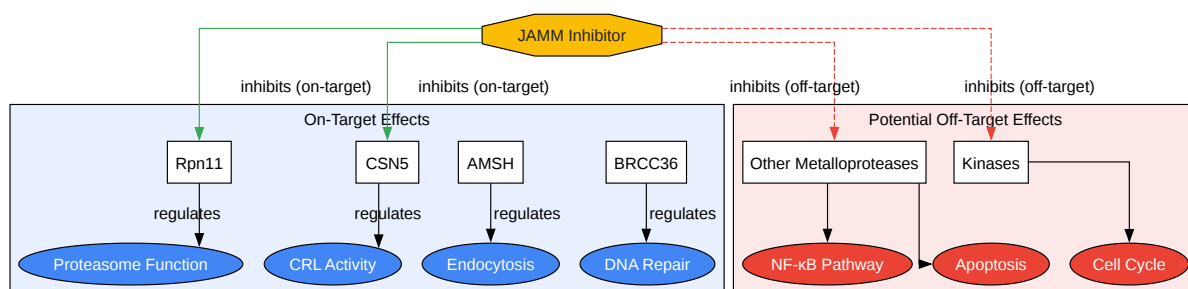 JAMM Inhibitor
inhibits (on-target)
inhibits (on-target)
inhibits (off-target)
inhibits (off-target)
On-Target Effects
Potential Off-Target Effects
Rpn11
CSN5
AMSH
BRCC36
Other Metalloproteases
Kinases
regulates
regulates
regulates
regulates
Proteasome Function
CRL Activity
Endocytosis
DNA Repair
NF-κB Pathway
Apoptosis
Cell Cycle